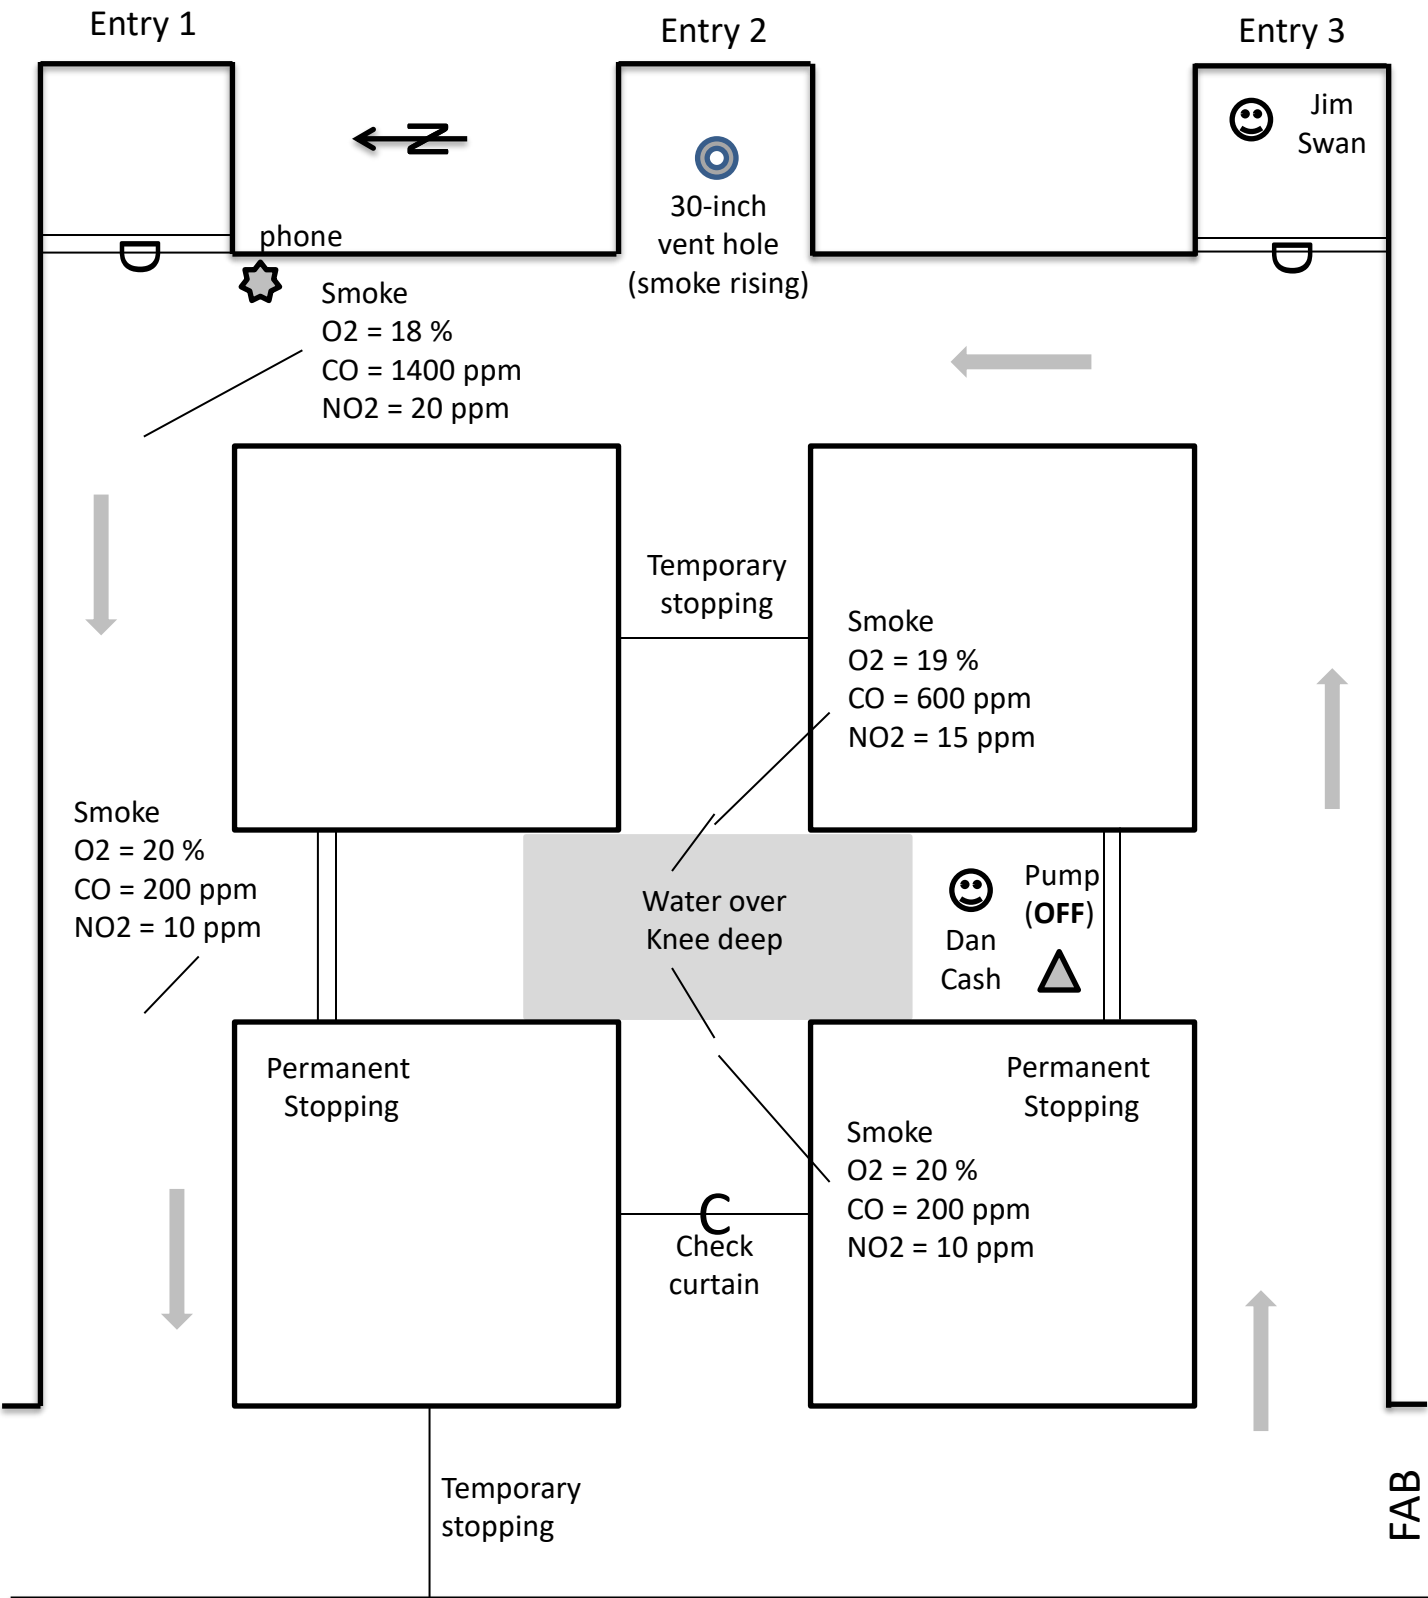 Entry 1
Entry 2
Entry 3
Jim
Swan
N
30-inch
vent hole
(smoke rising)
phone
D
D
Smoke
O2 = 18 %
CO = 1400 ppm
NO2 = 20 ppm
Temporary
stopping
Smoke
O2 = 19 %
CO = 600 ppm
NO2 = 15 ppm
Smoke
O2 = 20 %
CO = 200 ppm
NO2 = 10 ppm
Water over
Knee deep
Dan
Cash
Pump
(OFF)
Permanent
Stopping
Permanent
Stopping
Smoke
O2 = 20 %
CO = 200 ppm
NO2 = 10 ppm
C
Check
curtain
Temporary
stopping
FAB